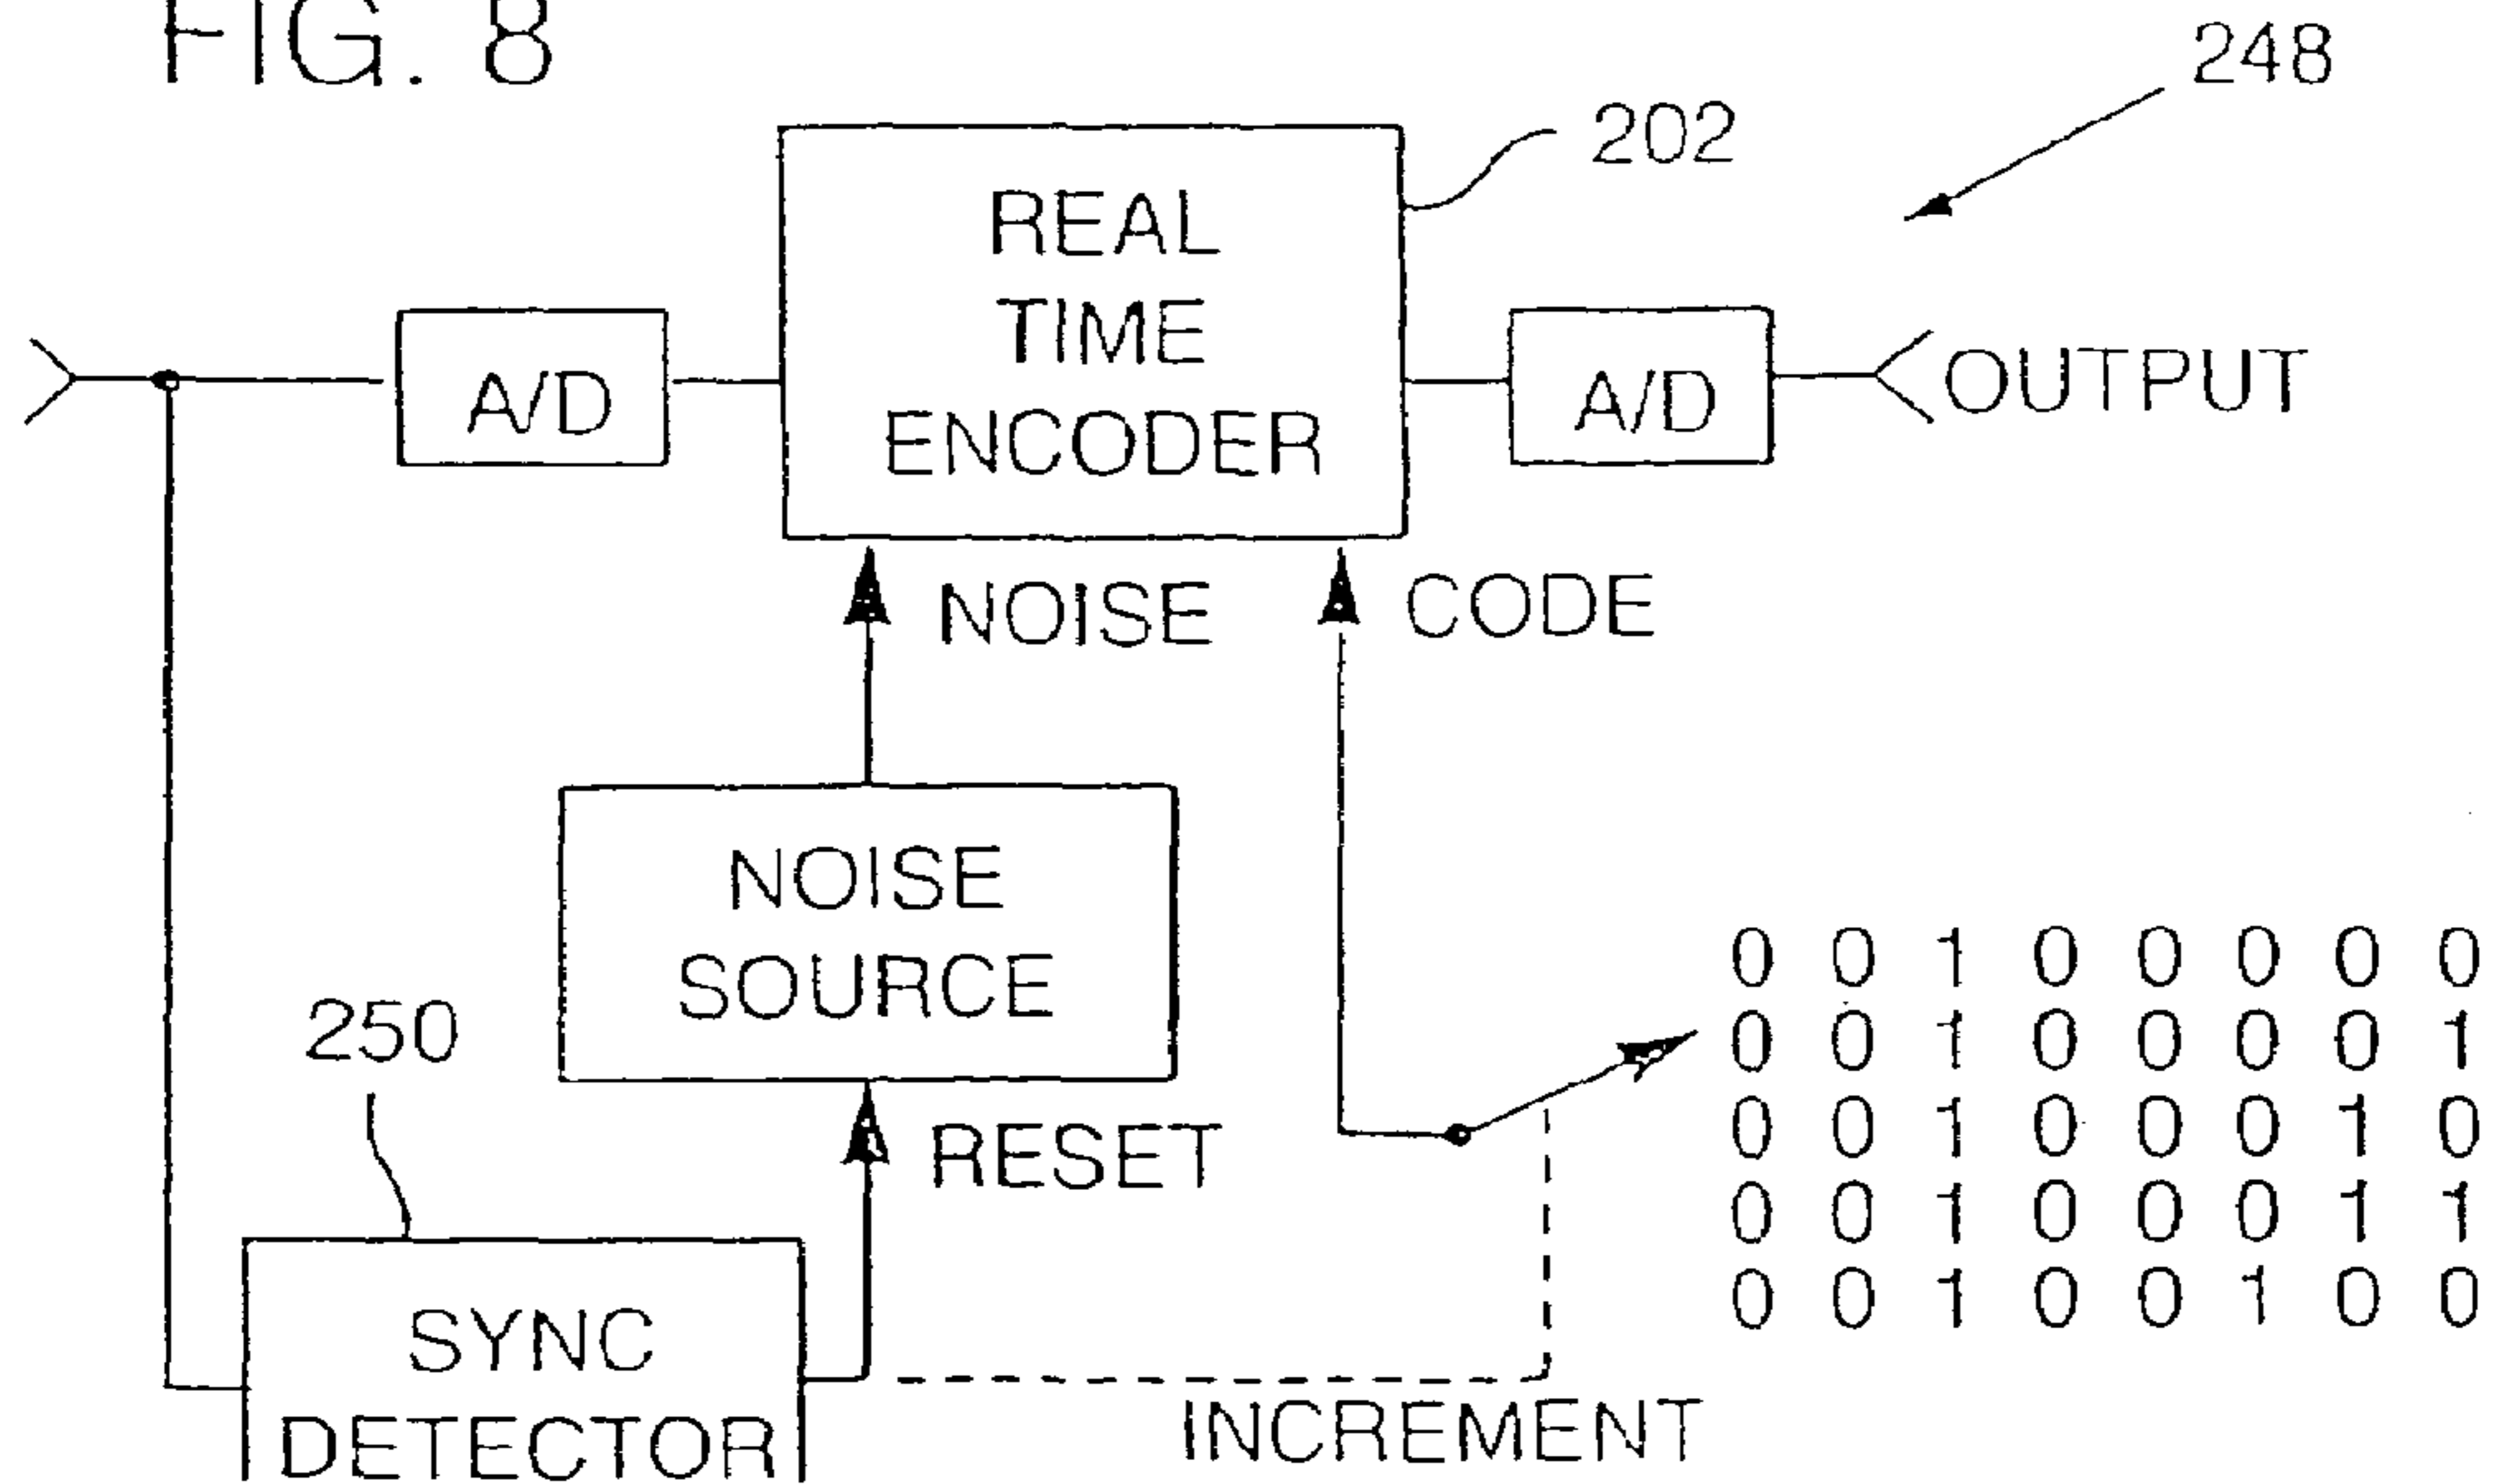 FIG. 8
248
202
REAL
TIME
ENCODER
A/D
A/D
OUTPUT
NOISE
CODE
NOISE
SOURCE
250
RESET
0 0 1 0 0 0 0 0
0 0 1 0 0 0 0 1
0 0 1 0 0 0 1 0
0 0 1 0 0 0 1 1
0 0 1 0 0 1 0 0
SYNC
DETECTOR
INCREMENT